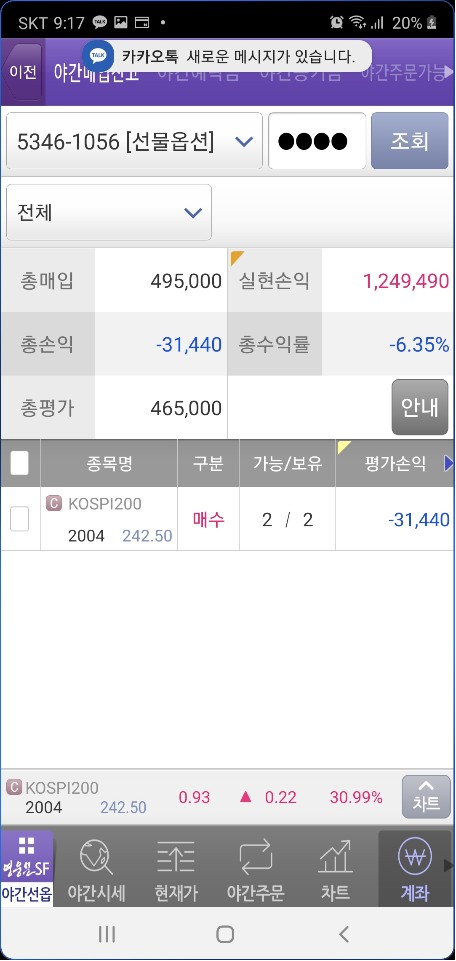 SKT 9:17 TALK 20%
TALK 카카오톡 새로운 메시지가 있습니다.
이전 야간매입잔고 야간예탁금 야간증거금 야간주문가능
5346-1056 [선물옵션] ●●●● 조회
전체
총매입 495,000 실현손익 1,249,490
총손익 -31,440 총수익률 -6.35%
총평가 465,000 안내
종목명 구분 가능/보유 평가손익
C KOSPI200
2004 242.50 매수 2 / 2 -31,440
C KOSPI200
2004 242.50 0.93 ▲ 0.22 30.99% 차트
영웅문SF
야간선옵 야간시세 현재가 야간주문 차트 계좌